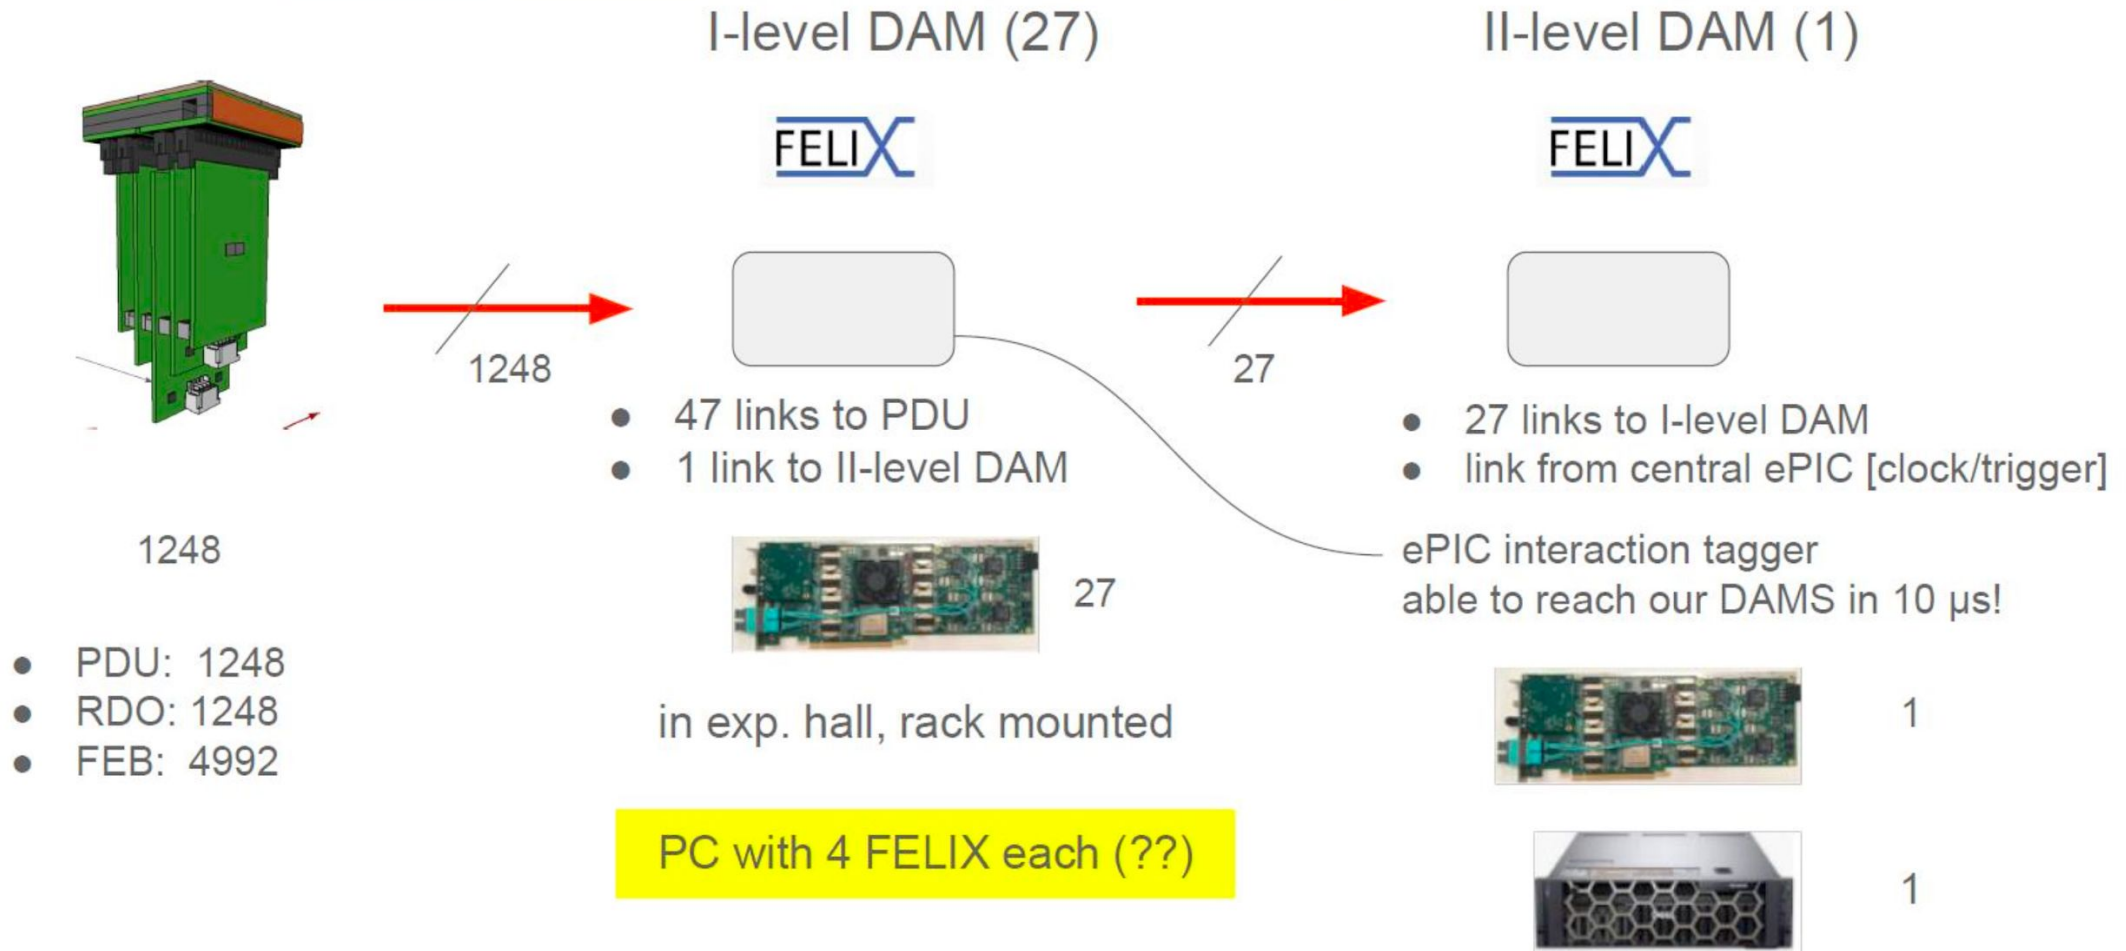 I-level DAM (27)
II-level DAM (1)
FELIX
FELIX
1248
27
47 links to PDU
1 link to II-level DAM
27 links to I-level DAM
link from central ePIC [clock/trigger]
1248
ePIC interaction tagger
able to reach our DAMS in 10 µs!
27
PDU: 1248
RDO: 1248
FEB: 4992
in exp. hall, rack mounted
1
PC with 4 FELIX each (??)
1